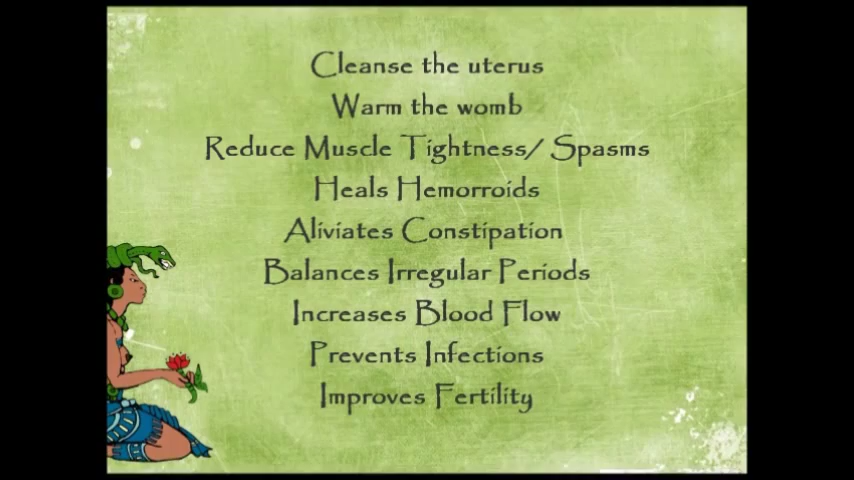 Cleanse the uterus
Warm the womb
Reduce Muscle Tightness/ Spasms
Heals Hemorroids
Aliviates Constipation
Balances Irregular Periods
Increases Blood Flow
Prevents Infections
Improves Fertility